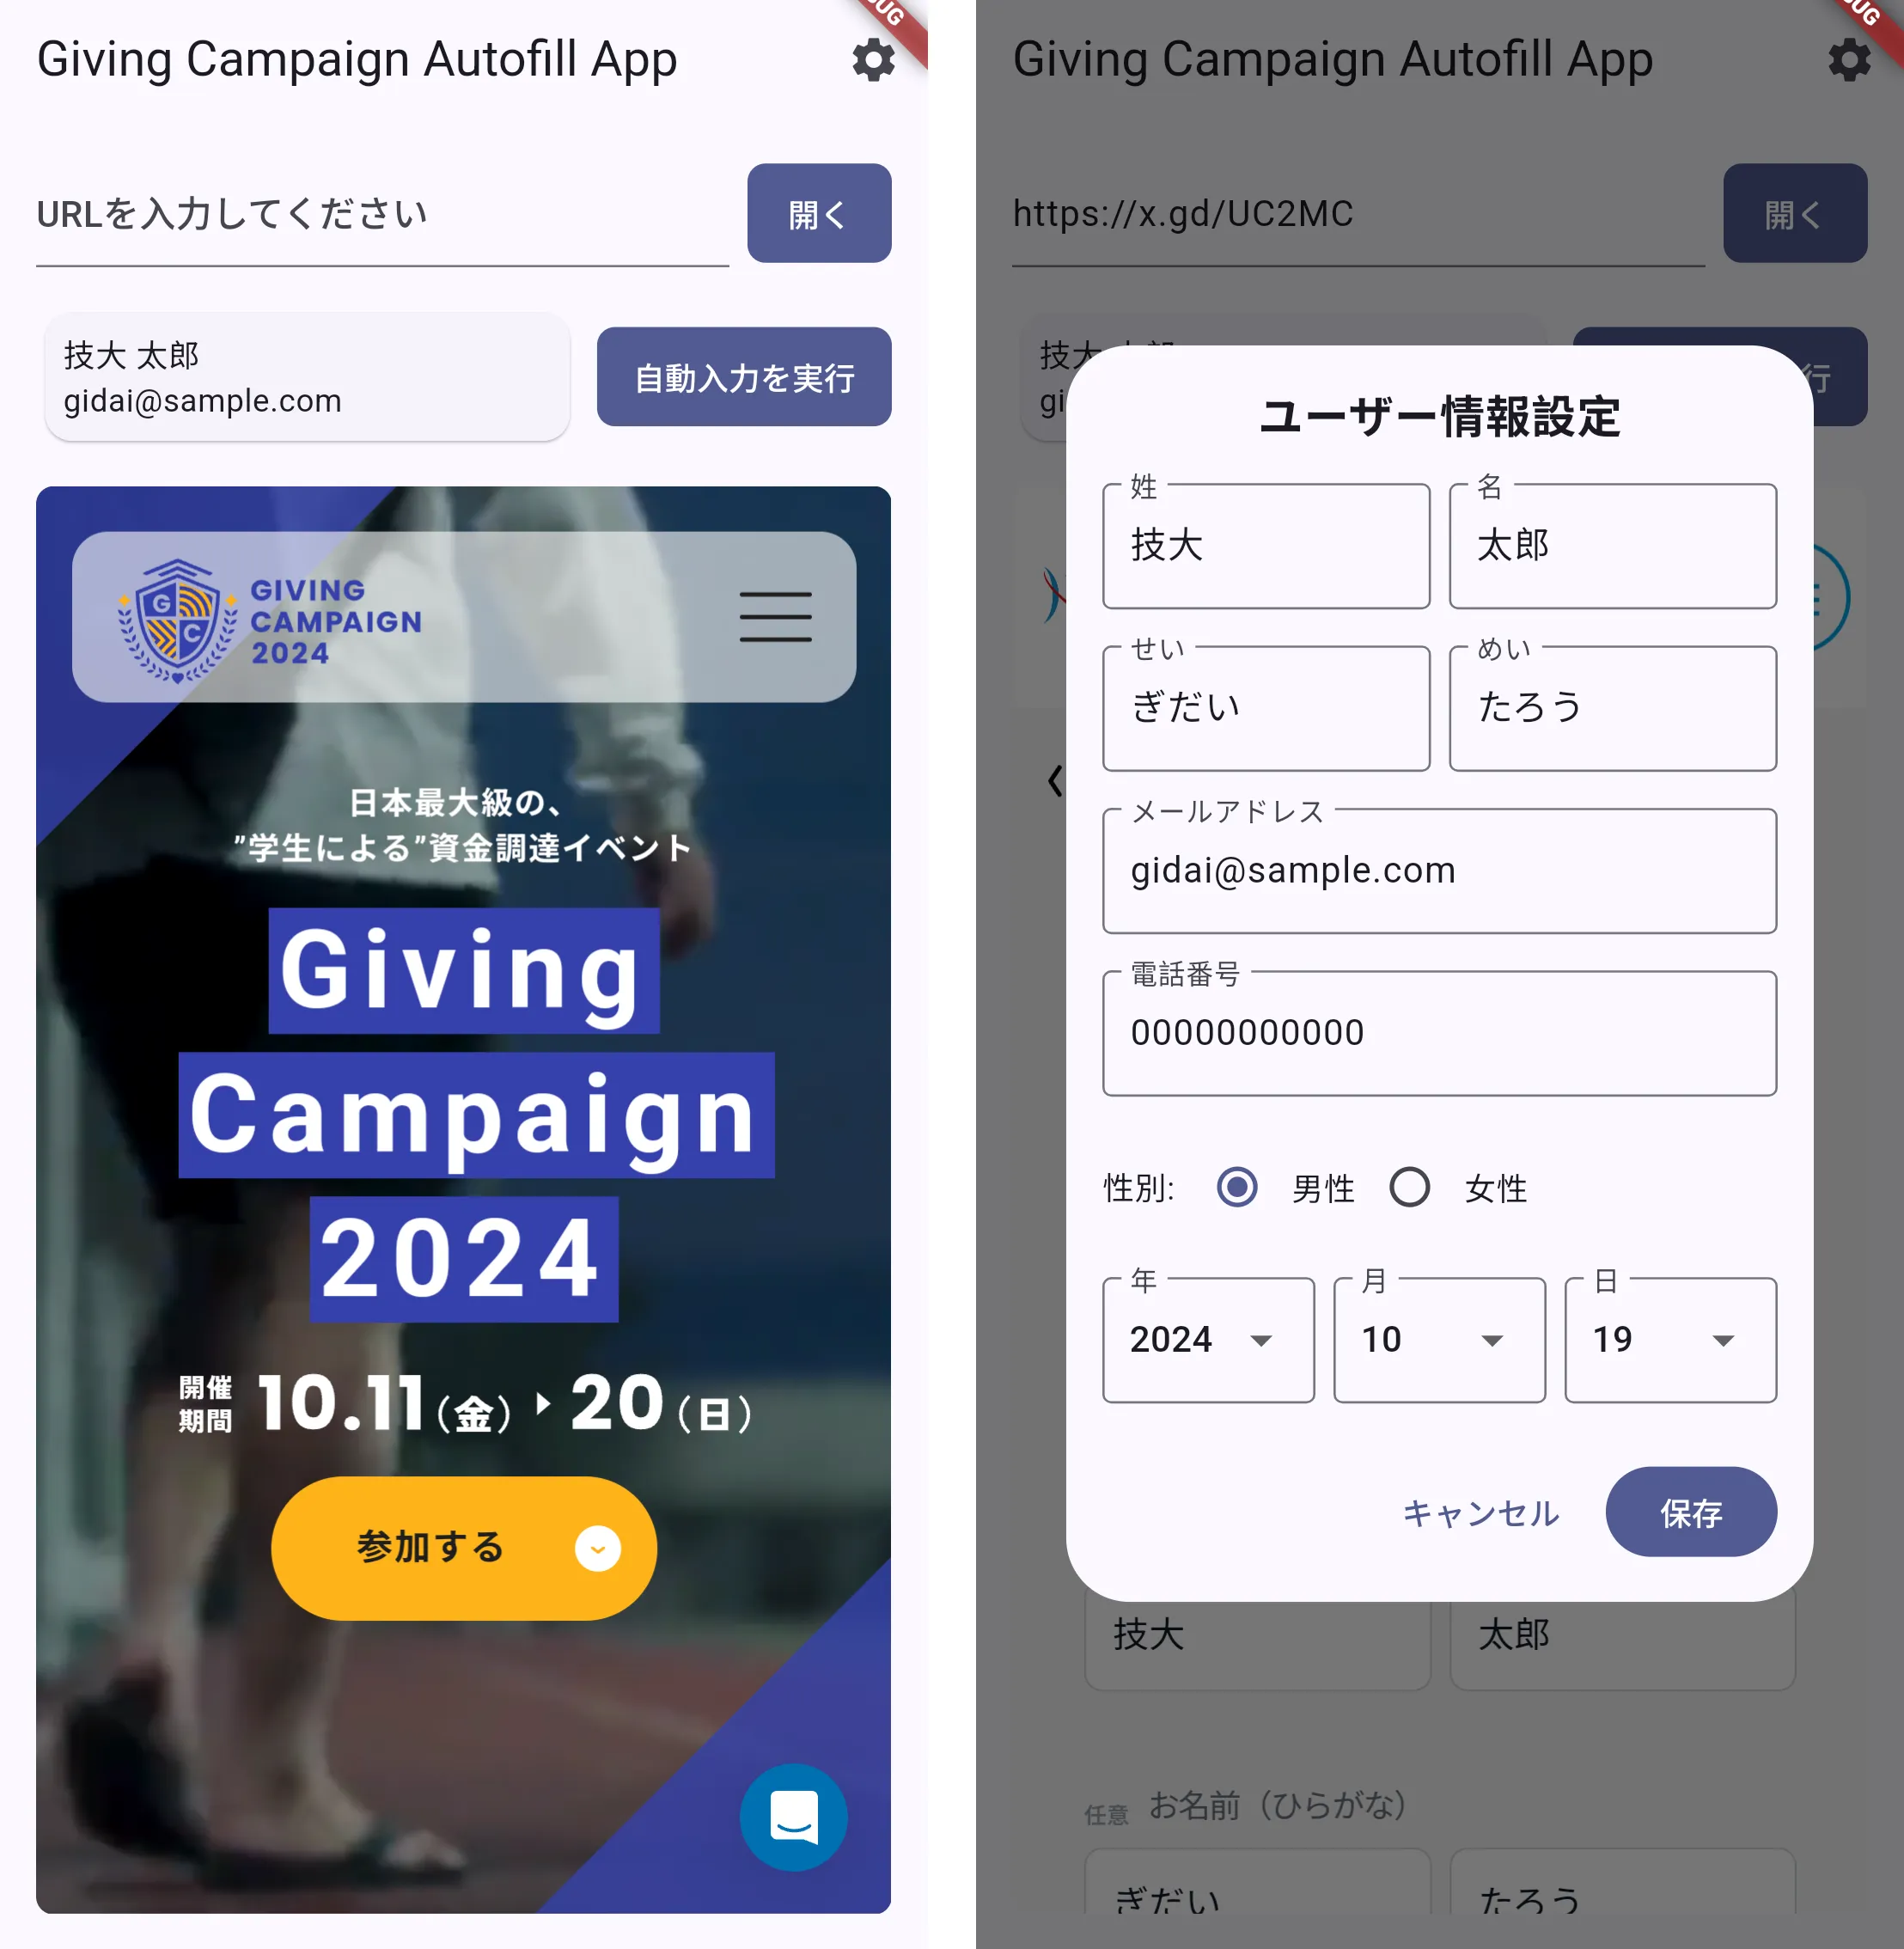 Giving Campaign Autofill App
URLを入力してください
開く
技大 太郎
gidai@sample.com
自動入力を実行
G
C
GIVING
CAMPAIGN
2024
日本最大級の、
”学生による”資金調達イベント
Giving
Campaign
2024
開催
期間
10.11(金) 20(日)
参加する
Giving Campaign Autofill App
https://x.gd/UC2MC
開く
技大
行
ユーザー情報設定
姓
技大
名
太郎
せい
ぎだい
めい
たろう
メールアドレス
gidai@sample.com
電話番号
00000000000
性別: 男性 女性
年
2024
月
10
日
19
キャンセル
保存
技大
太郎
任意 お名前（ひらがな）
ぎだい
たろう